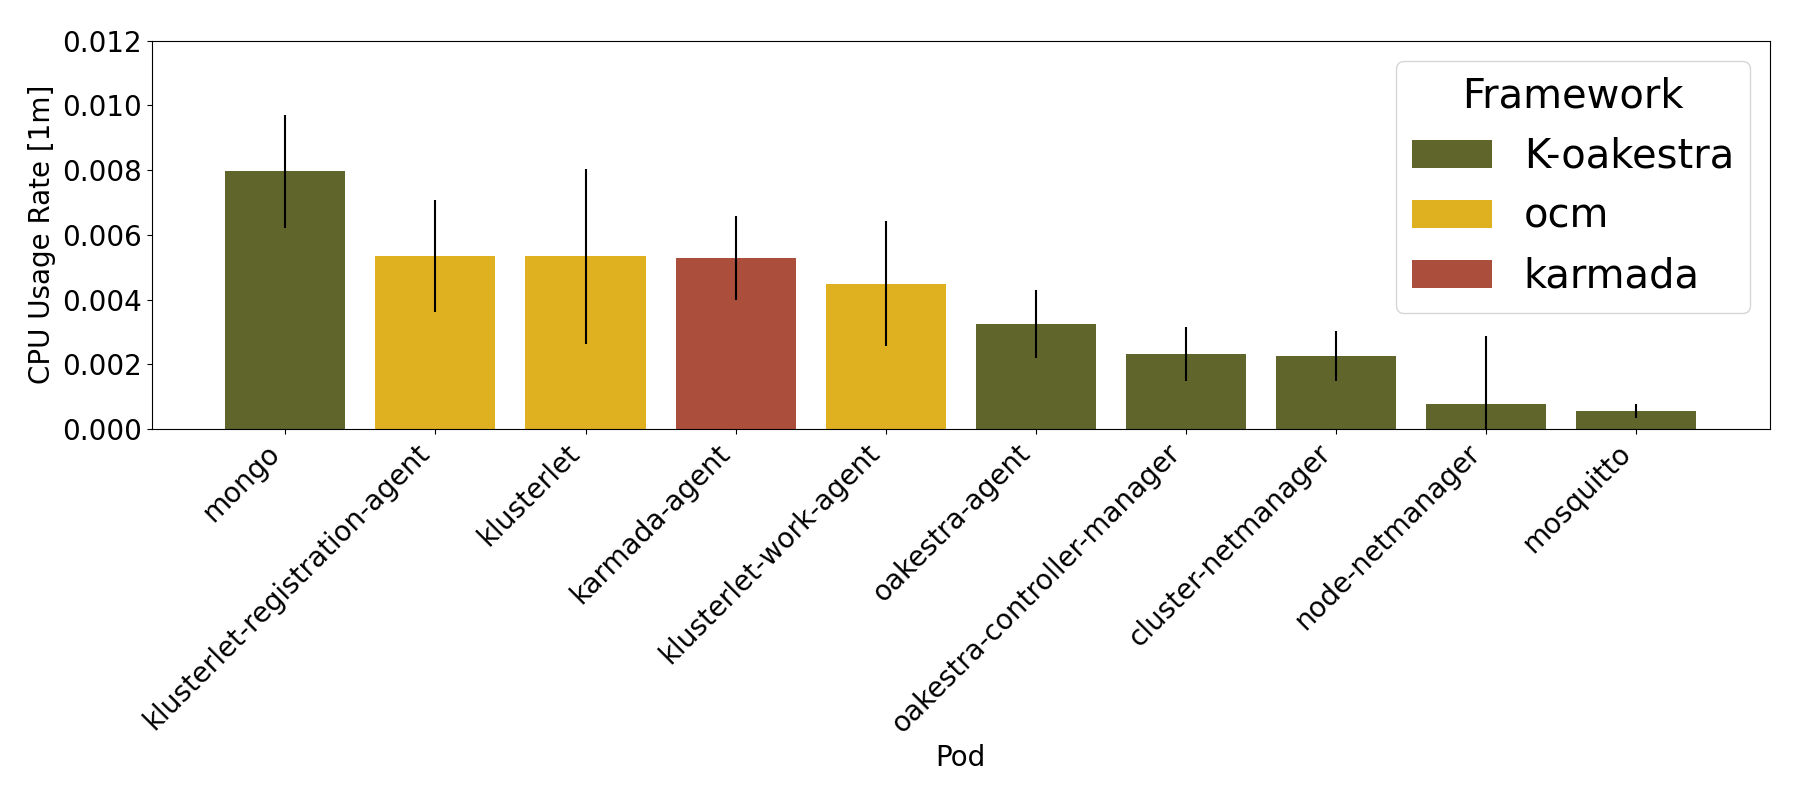 0.012
0.010
0.008
0.006
0.004
0.002
0.000
CPU Usage Rate [1m]
Framework
K-oakestra
ocm
karmada
mongo
klusterlet-registration-agent
klusterlet
karmada-agent
klusterlet-work-agent
oakestra-agent
oakestra-controller-manager
cluster-netmanager
node-netmanager
mosquitto
Pod